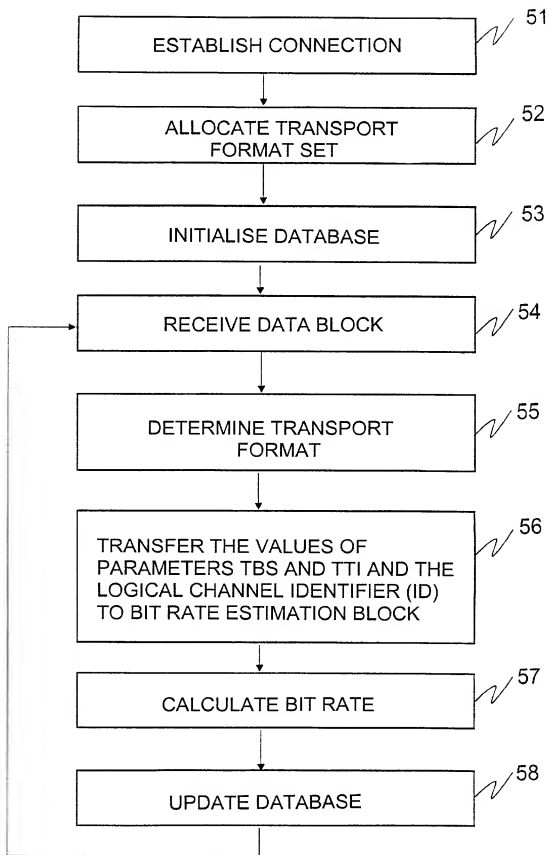 51
ESTABLISH CONNECTION
52
ALLOCATE TRANSPORT
FORMAT SET
53
INITIALISE DATABASE
54
RECEIVE DATA BLOCK
55
DETERMINE TRANSPORT
FORMAT
56
TRANSFER THE VALUES OF
PARAMETERS TBS AND TTI AND THE
LOGICAL CHANNEL IDENTIFIER (ID)
TO BIT RATE ESTIMATION BLOCK
57
CALCULATE BIT RATE
58
UPDATE DATABASE